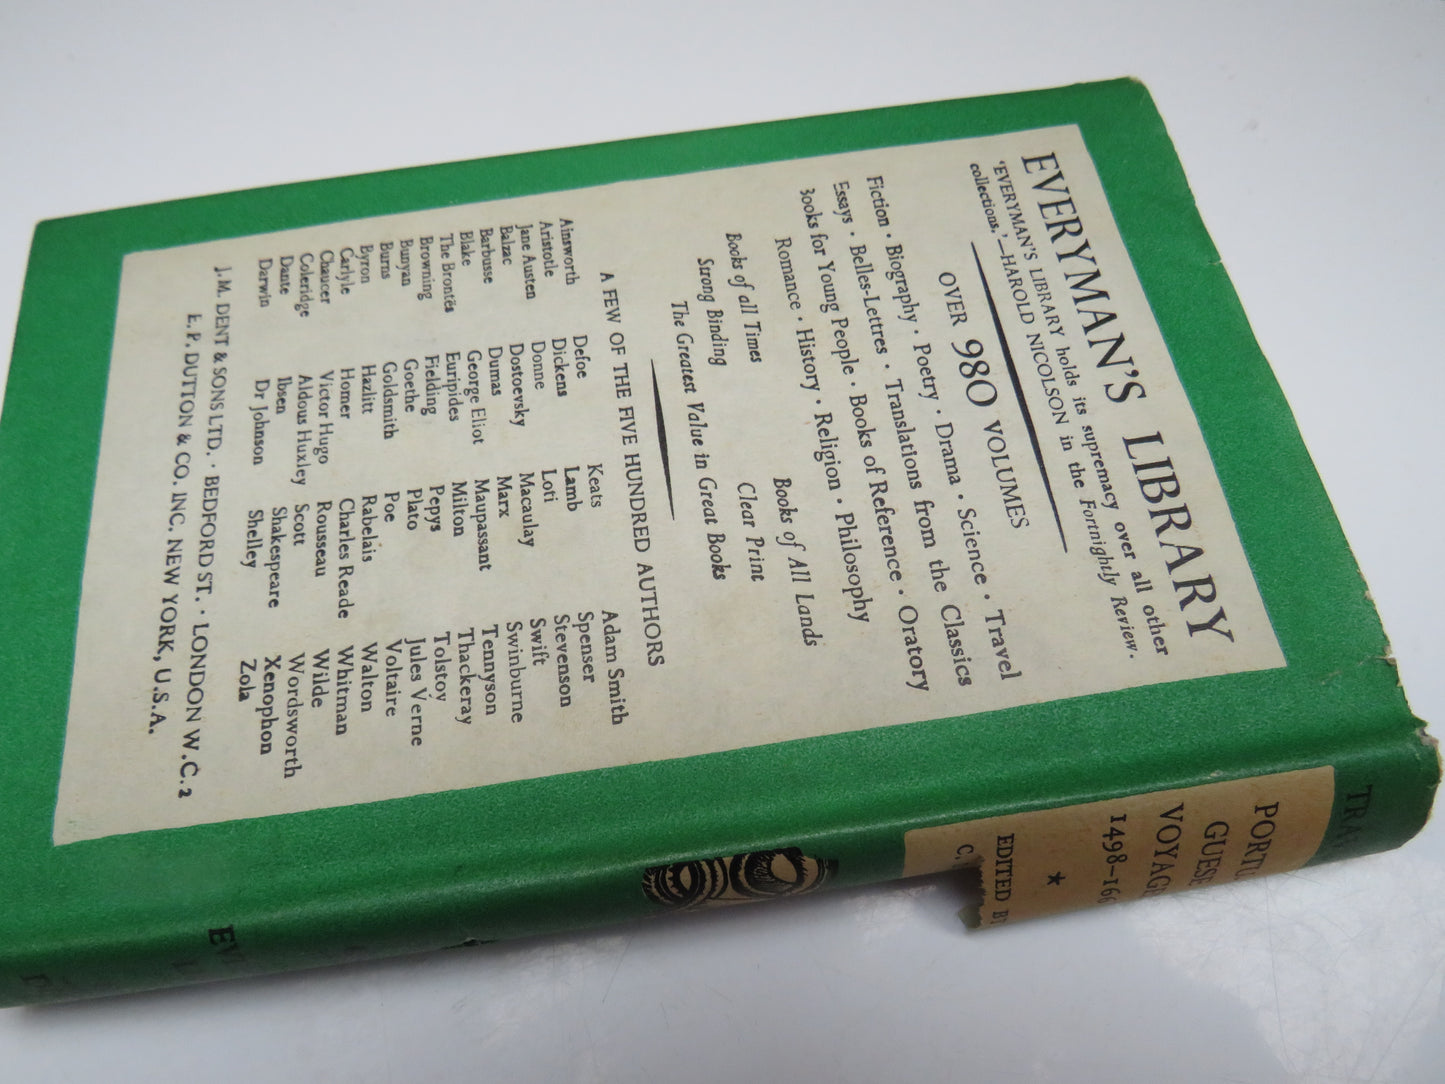 EVERYMAN'S LIBRARY
'EVERYMAN'S LIBRARY holds its supremacy over all other
collections.'—HAROLD NICOLSON in the Fortnightly Review.
OVER 980 VOLUMES
Fiction · Biography · Poetry · Drama · Science · Travel
Essays · Belles-Lettres · Translations from the Classics
Books for Young People · Books of Reference · Oratory
Romance · History · Religion · Philosophy
Books of all Times Books of All Lands
Strong Binding Clear Print
The Greatest Value in Great Books
A FEW OF THE FIVE HUNDRED AUTHORS
Ainsworth Defoe Keats Adam Smith
Aristotle Dickens Lamb Spenser
Jane Austen Donne Loti Stevenson
Balzac Dostoevsky Macaulay Swift
Barbusse Dumas Marx Swinburne
Blake George Eliot Maupassant Tennyson
The Brontës Euripides Milton Thackeray
Browning Fielding Pepys Tolstoy
Bunyan Goethe Plato Jules Verne
Burns Goldsmith Poe Voltaire
Byron Hazlitt Rabelais Walton
Carlyle Homer Charles Reade Whitman
Chaucer Victor Hugo Rousseau Wilde
Coleridge Aldous Huxley Scott Wordsworth
Dante Ibsen Shakespeare Xenophon
Darwin Dr Johnson Shelley Zola
J. M. DENT & SONS LTD. · BEDFORD ST. · LONDON W.C.2
E. P. DUTTON & CO. INC. NEW YORK, U.S.A.
TRA
PORTU
GUESE
VOYAGE
1498–166
★
EDITED BY
C.
EV